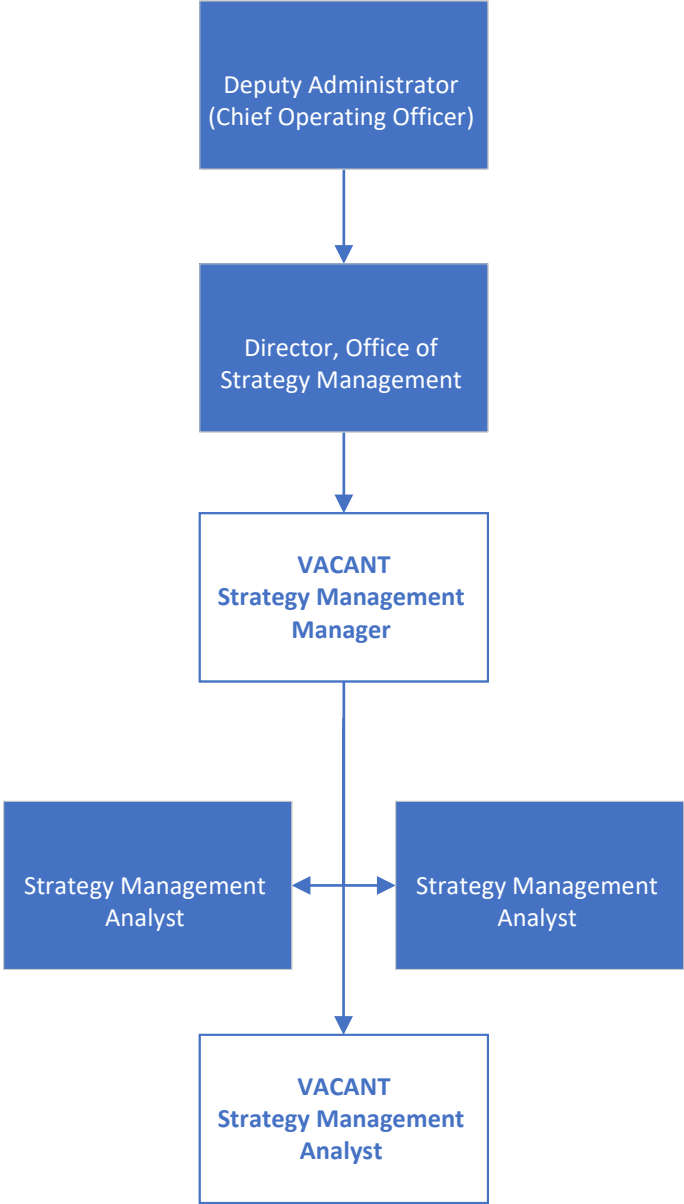 Deputy Administrator
(Chief Operating Officer)
Director, Office of
Strategy Management
VACANT
Strategy Management
Manager
Strategy Management
Analyst
Strategy Management
Analyst
VACANT
Strategy Management
Analyst